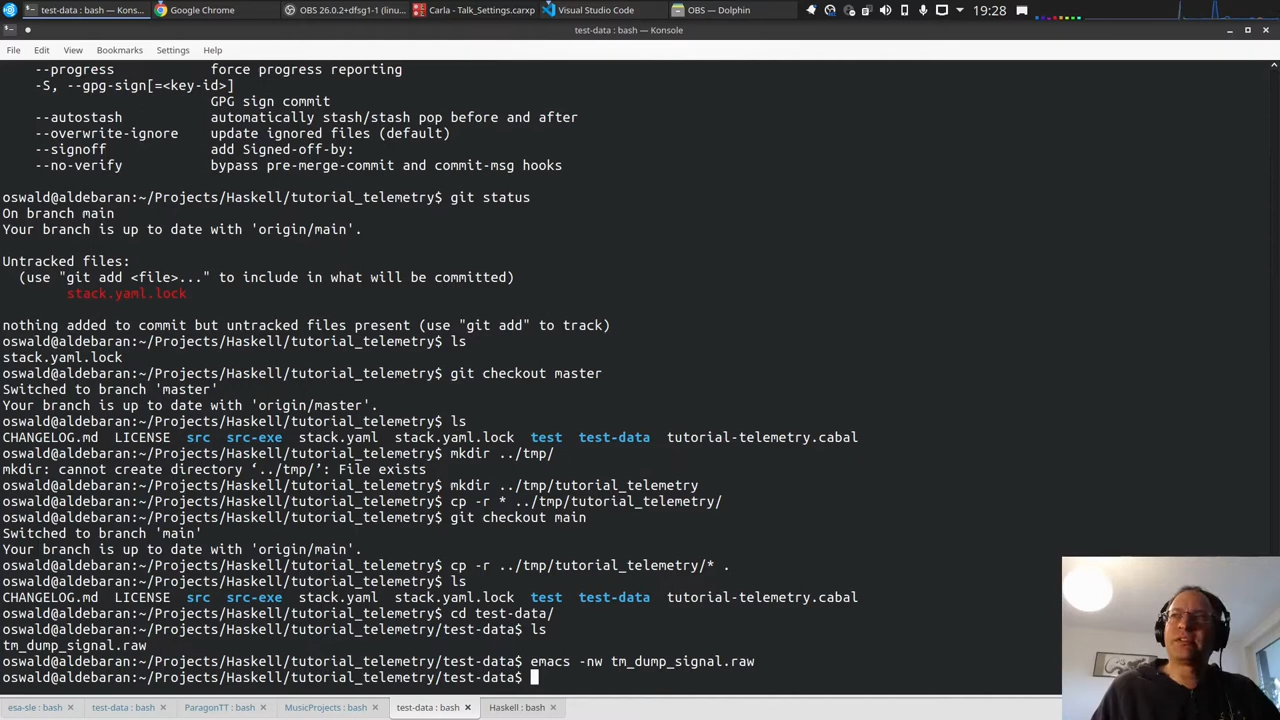 test-data : bash — Kons...
Google Chrome
OBS 26.0.2+dfsg1-1 (linu...
Carla - Talk_Settings.carxp
Visual Studio Code
OBS — Dolphin
19:28
test-data : bash — Konsole
File Edit View Bookmarks Settings Help
--progress force progress reporting
-S, --gpg-sign[=<key-id>]
GPG sign commit
--autostash automatically stash/stash pop before and after
--overwrite-ignore update ignored files (default)
--signoff add Signed-off-by:
--no-verify bypass pre-merge-commit and commit-msg hooks
oswald@aldebaran:~/Projects/Haskell/tutorial_telemetry$ git status
On branch main
Your branch is up to date with 'origin/main'.
Untracked files:
(use "git add <file>..." to include in what will be committed)
stack.yaml.lock
nothing added to commit but untracked files present (use "git add" to track)
oswald@aldebaran:~/Projects/Haskell/tutorial_telemetry$ ls
stack.yaml.lock
oswald@aldebaran:~/Projects/Haskell/tutorial_telemetry$ git checkout master
Switched to branch 'master'
Your branch is up to date with 'origin/master'.
oswald@aldebaran:~/Projects/Haskell/tutorial_telemetry$ ls
CHANGELOG.md LICENSE src src-exe stack.yaml stack.yaml.lock test test-data tutorial-telemetry.cabal
oswald@aldebaran:~/Projects/Haskell/tutorial_telemetry$ mkdir ../tmp/
mkdir: cannot create directory ‘../tmp/’: File exists
oswald@aldebaran:~/Projects/Haskell/tutorial_telemetry$ mkdir ../tmp/tutorial_telemetry
oswald@aldebaran:~/Projects/Haskell/tutorial_telemetry$ cp -r * ../tmp/tutorial_telemetry/
oswald@aldebaran:~/Projects/Haskell/tutorial_telemetry$ git checkout main
Switched to branch 'main'
Your branch is up to date with 'origin/main'.
oswald@aldebaran:~/Projects/Haskell/tutorial_telemetry$ cp -r ../tmp/tutorial_telemetry/* .
oswald@aldebaran:~/Projects/Haskell/tutorial_telemetry$ ls
CHANGELOG.md LICENSE src src-exe stack.yaml stack.yaml.lock test test-data tutorial-telemetry.cabal
oswald@aldebaran:~/Projects/Haskell/tutorial_telemetry$ cd test-data/
oswald@aldebaran:~/Projects/Haskell/tutorial_telemetry/test-data$ ls
tm_dump_signal.raw
oswald@aldebaran:~/Projects/Haskell/tutorial_telemetry/test-data$ emacs -nw tm_dump_signal.raw
oswald@aldebaran:~/Projects/Haskell/tutorial_telemetry/test-data$
esa-sle : bash
test-data : bash
ParagonTT : bash
MusicProjects : bash
test-data : bash
Haskell : bash